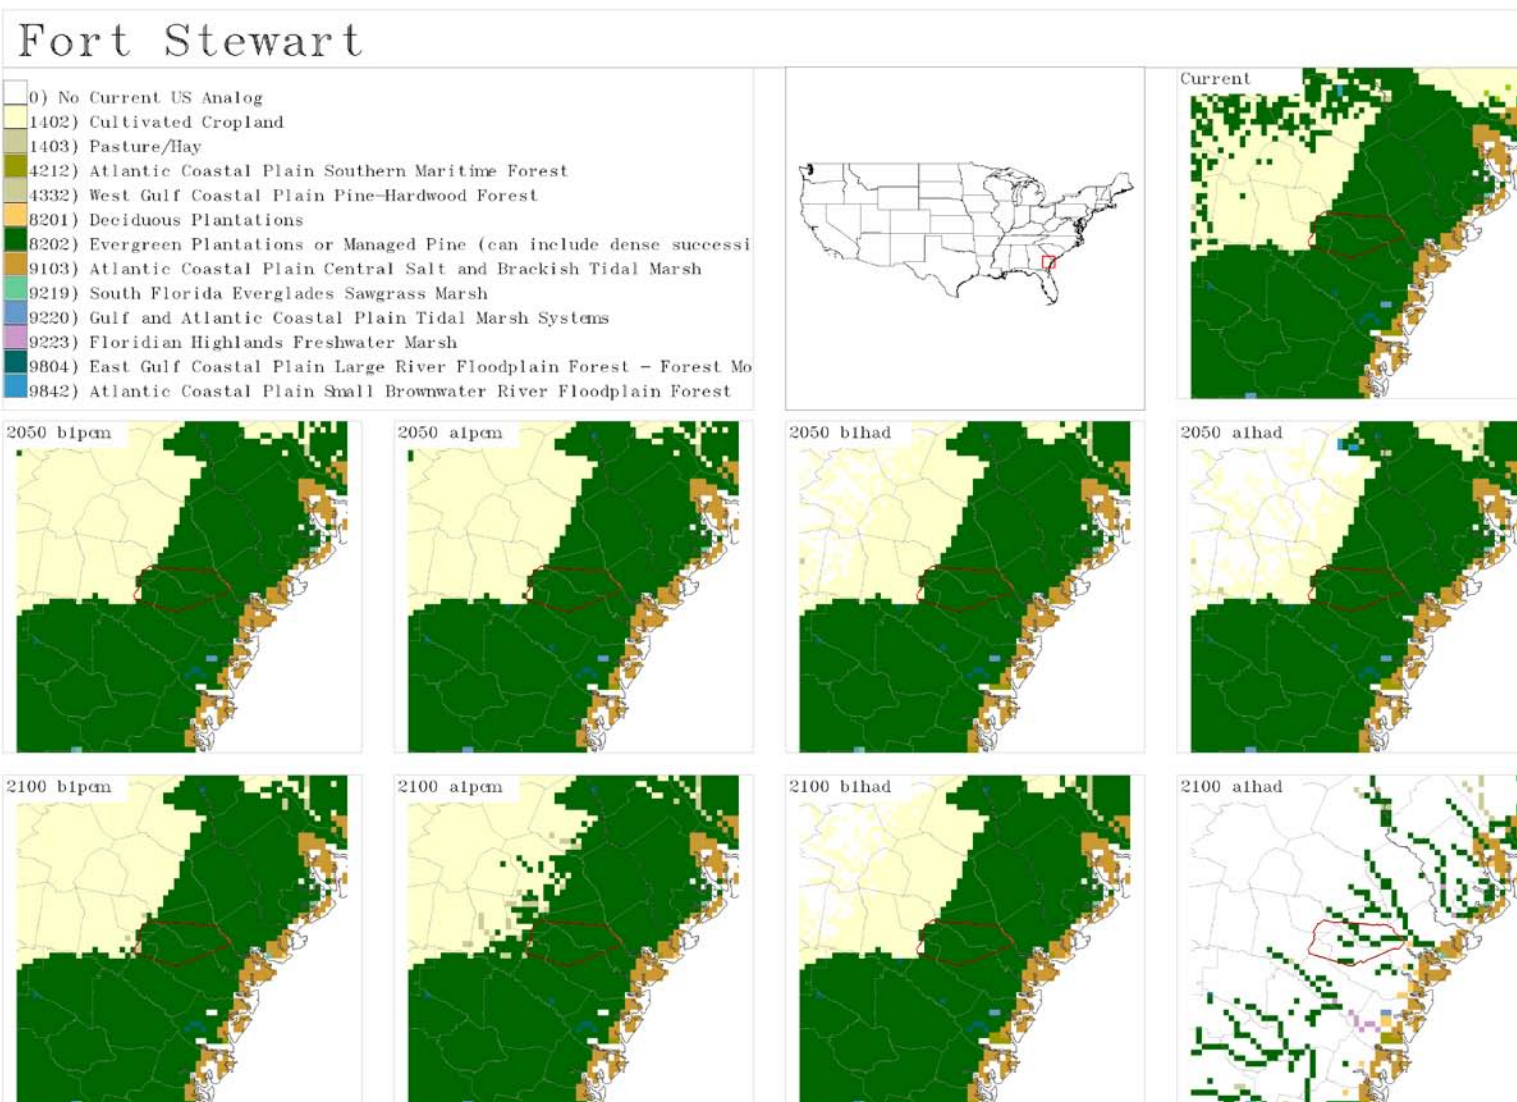 Fort Stewart
0) No Current US Analog
1402) Cultivated Cropland
1403) Pasture/Hay
4212) Atlantic Coastal Plain Southern Maritime Forest
4332) West Gulf Coastal Plain Pine-Hardwood Forest
8201) Deciduous Plantations
8202) Evergreen Plantations or Managed Pine (can include dense successi
9103) Atlantic Coastal Plain Central Salt and Brackish Tidal Marsh
9219) South Florida Everglades Sawgrass Marsh
9220) Gulf and Atlantic Coastal Plain Tidal Marsh Systems
9223) Floridian Highlands Freshwater Marsh
9804) East Gulf Coastal Plain Large River Floodplain Forest - Forest Mo
9842) Atlantic Coastal Plain Small Brownwater River Floodplain Forest
Current
2050 b1pcm
2050 a1pcm
2050 b1had
2050 a1had
2100 b1pcm
2100 a1pcm
2100 b1had
2100 a1had